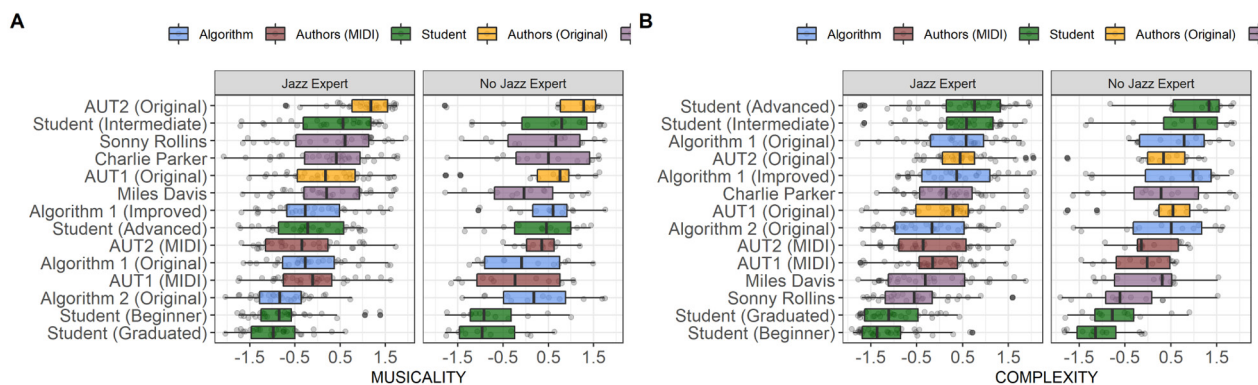 A
Algorithm Authors (MIDI) Student Authors (Original)
Jazz Expert No Jazz Expert
AUT2 (Original)
Student (Intermediate)
Sonny Rollins
Charlie Parker
AUT1 (Original)
Miles Davis
Algorithm 1 (Improved)
Student (Advanced)
AUT2 (MIDI)
Algorithm 1 (Original)
AUT1 (MIDI)
Algorithm 2 (Original)
Student (Beginner)
Student (Graduated)
-1.5 -0.5 0.5 1.5 -1.5 -0.5 0.5 1.5
MUSICALITY
B
Algorithm Authors (MIDI) Student Authors (Original)
Jazz Expert No Jazz Expert
Student (Advanced)
Student (Intermediate)
Algorithm 1 (Original)
AUT2 (Original)
Algorithm 1 (Improved)
Charlie Parker
AUT1 (Original)
Algorithm 2 (Original)
AUT2 (MIDI)
AUT1 (MIDI)
Miles Davis
Sonny Rollins
Student (Graduated)
Student (Beginner)
-1.5 -0.5 0.5 1.5 -1.5 -0.5 0.5 1.5
COMPLEXITY